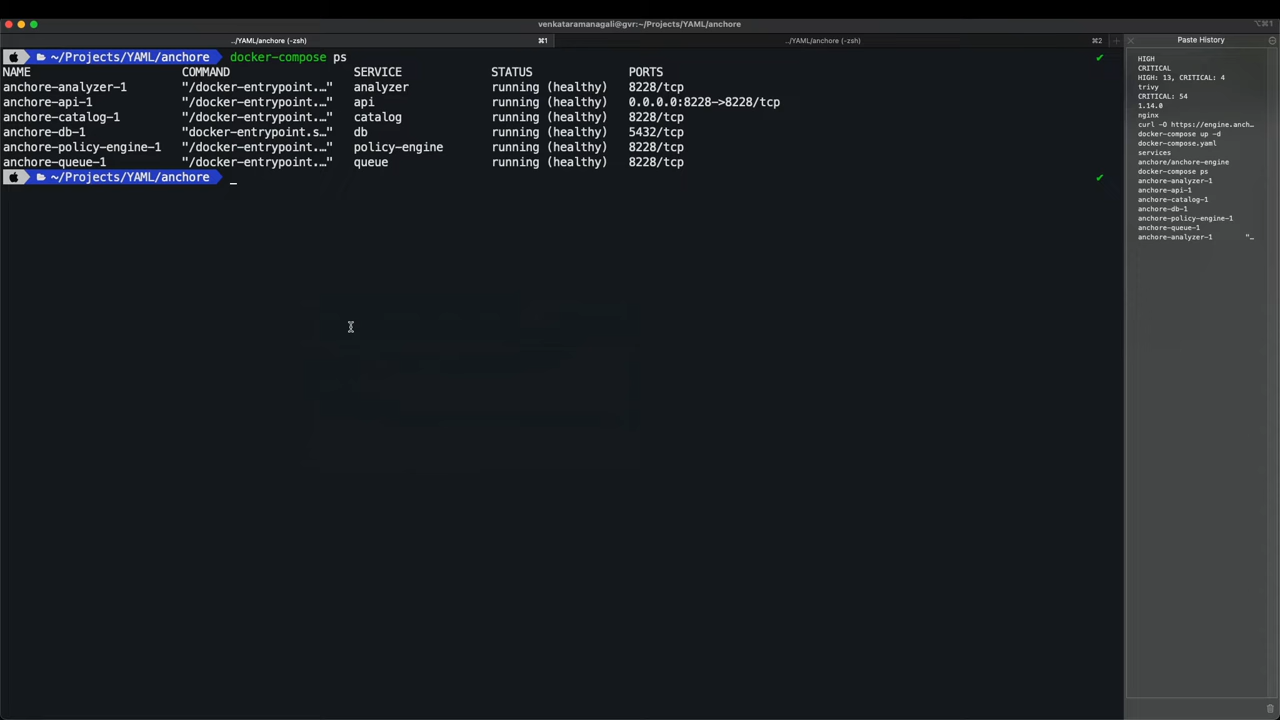 venkataramanagali@gvr:~/Projects/YAML/anchore
⌥⌘1
../YAML/anchore (-zsh) ⌘1 ../YAML/anchore (-zsh) ⌘2
~/Projects/YAML/anchore docker-compose ps ✔
NAME COMMAND SERVICE STATUS PORTS
anchore-analyzer-1 "/docker-entrypoint.…" analyzer running (healthy) 8228/tcp
anchore-api-1 "/docker-entrypoint.…" api running (healthy) 0.0.0.0:8228->8228/tcp
anchore-catalog-1 "/docker-entrypoint.…" catalog running (healthy) 8228/tcp
anchore-db-1 "docker-entrypoint.s…" db running (healthy) 5432/tcp
anchore-policy-engine-1 "/docker-entrypoint.…" policy-engine running (healthy) 8228/tcp
anchore-queue-1 "/docker-entrypoint.…" queue running (healthy) 8228/tcp
~/Projects/YAML/anchore _ ✔
Paste History
HIGH
CRITICAL
HIGH: 13, CRITICAL: 4
trivy
CRITICAL: 54
1.14.0
nginx
curl -O https://engine.anch…
docker-compose up -d
docker-compose.yaml
services
anchore/anchore-engine
docker-compose ps
anchore-analyzer-1
anchore-api-1
anchore-catalog-1
anchore-db-1
anchore-policy-engine-1
anchore-queue-1
anchore-analyzer-1 "…